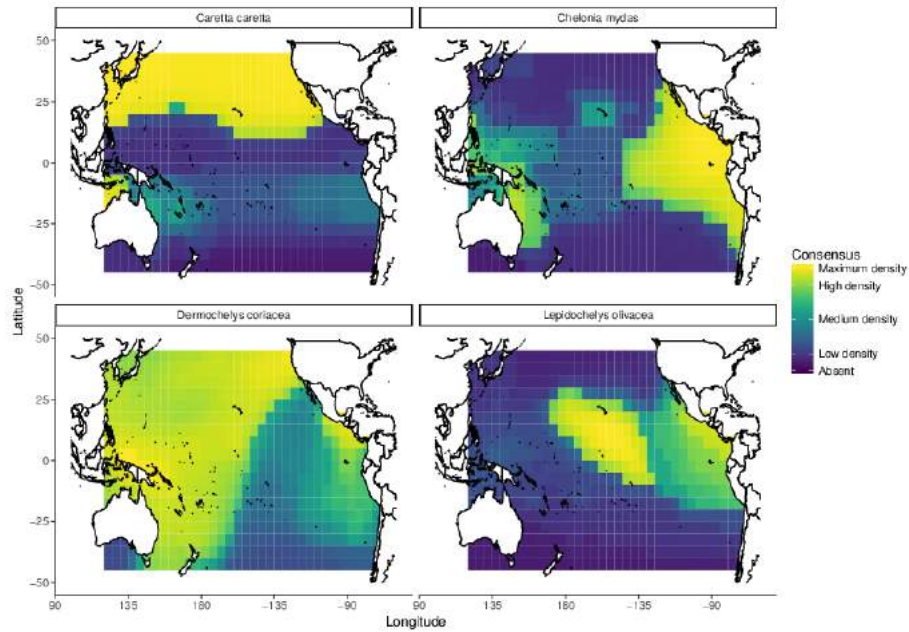 Caretta caretta
Chelonia mydas
50
25
0
−25
−50
Latitude
Dermochelys coriacea
Lepidochelys olivacea
50
25
0
−25
−50
90
135
180
−135
−90
135
180
−135
−90
Longitude
Consensus
Maximum density
High density
Medium density
Low density
Absent